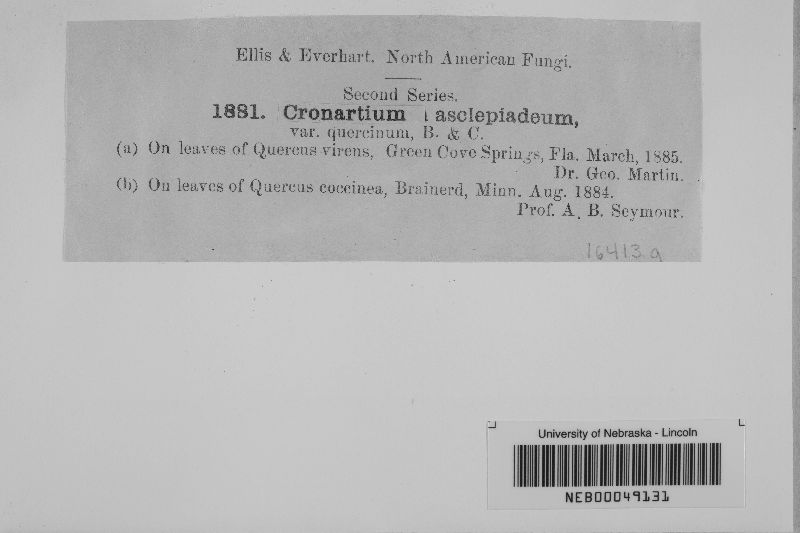 Ellis & Everhart. North American Fungi.
Second Series.
1881. Cronartium asclepiadeum,
var. quercinum, B. & C.
(a) On leaves of Quercus virens, Green Cove Springs, Fla. March, 1885.
Dr. Geo. Martin.
(b) On leaves of Quercus coccinea, Brainerd, Minn. Aug. 1884.
Prof. A. B. Seymour.
16413 a
University of Nebraska - Lincoln
NEB00049131